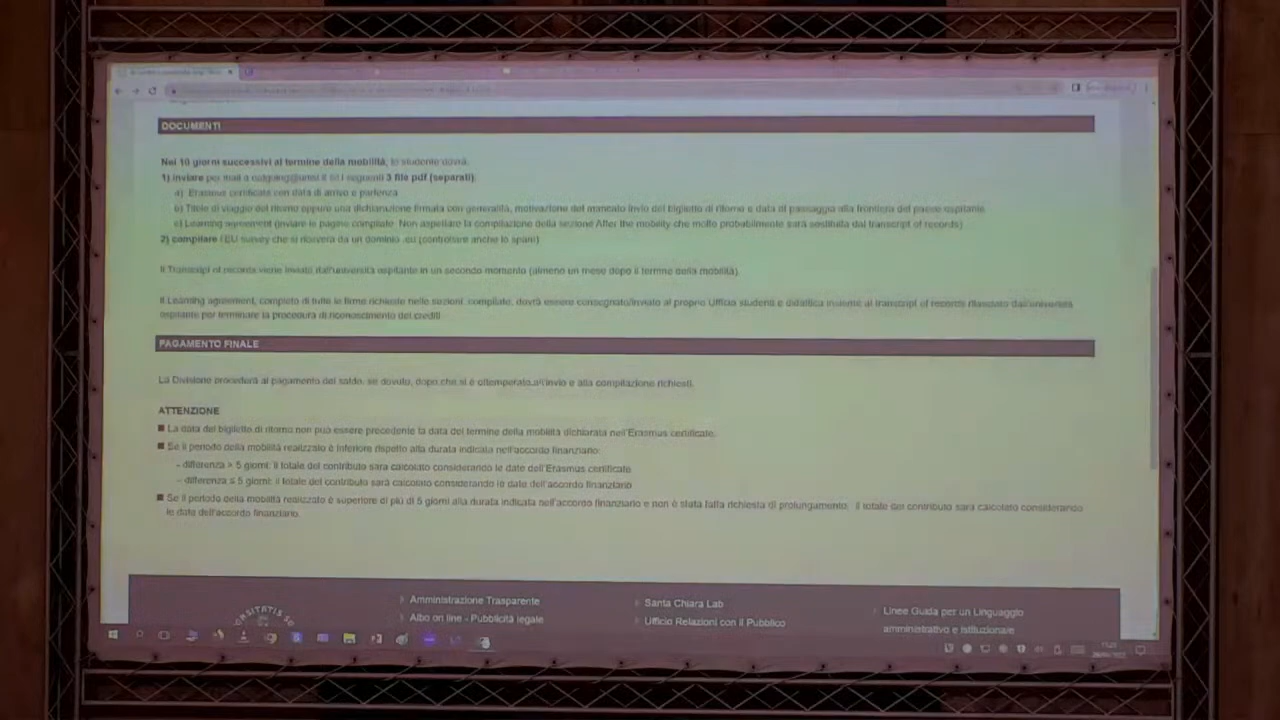 DOCUMENTI
Nei 10 giorni successivi al termine della mobilità, lo studente dovrà:
1) inviare per mail a outgoing@unisi.it i seguenti 3 file pdf (separati):
a) Erasmus certificate con data di arrivo e partenza
b) Titolo di viaggio del ritorno oppure una dichiarazione firmata con generalità, motivazione del mancato invio del biglietto di ritorno e data di passaggio alla frontiera del paese ospitante
c) Learning agreement (inviare le pagine compilate. Non aspettare la compilazione della sezione After the mobility che molto probabilmente sarà sostituita dal transcript of records)
2) compilare l'EU survey che si riceverà da un dominio .eu (controllare anche lo spam)
Il Transcript of records viene inviato dall'università ospitante in un secondo momento (almeno un mese dopo il termine della mobilità).
Il Learning agreement, completo di tutte le firme richieste nelle sezioni compilate, dovrà essere consegnato/inviato al proprio Ufficio studenti e didattica insieme al transcript of records rilasciato dall'università
ospitante per terminare la procedura di riconoscimento dei crediti
PAGAMENTO FINALE
La Divisione procederà al pagamento del saldo, se dovuto, dopo che si è ottemperato all'invio e alla compilazione richiesti.
ATTENZIONE
La data del biglietto di ritorno non può essere precedente la data del termine della mobilità dichiarata nell'Erasmus certificate.
Se il periodo della mobilità realizzato è inferiore rispetto alla durata indicata nell'accordo finanziario:
- differenza > 5 giorni: il totale del contributo sarà calcolato considerando le date dell'Erasmus certificate
- differenza ≤ 5 giorni: il totale del contributo sarà calcolato considerando le date dell'accordo finanziario
Se il periodo della mobilità realizzato è superiore di più di 5 giorni alla durata indicata nell'accordo finanziario e non è stata fatta richiesta di prolungamento, il totale del contributo sarà calcolato considerando
le date dell'accordo finanziario.
Amministrazione Trasparente
Albo on line - Pubblicità legale
Santa Chiara Lab
Ufficio Relazioni con il Pubblico
Linee Guida per un Linguaggio
amministrativo e istituzionale